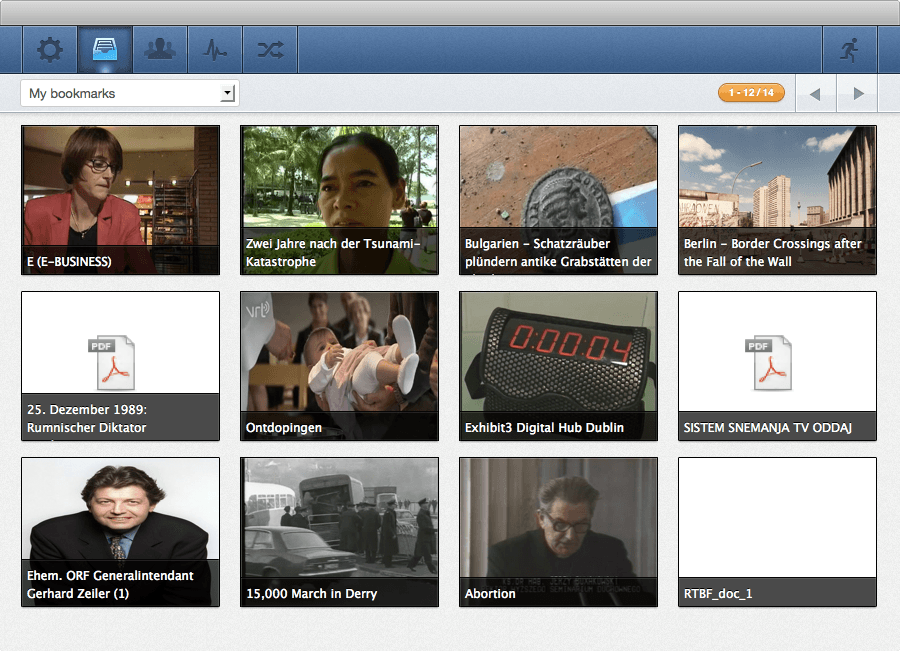 My bookmarks
1 - 12 / 14
E (E-BUSINESS)
Zwei Jahre nach der Tsunami-
Katastrophe
Bulgarien - Schatzräuber
plündern antike Grabstätten der
Berlin - Border Crossings after
the Fall of the Wall
PDF
25. Dezember 1989:
Rumnischer Diktator
vrt
Ontdopingen
0:00:04
Exhibit3 Digital Hub Dublin
PDF
SISTEM SNEMANJA TV ODDAJ
Ehem. ORF Generalintendant
Gerhard Zeiler (1)
15,000 March in Derry
Abortion
RTBF_doc_1